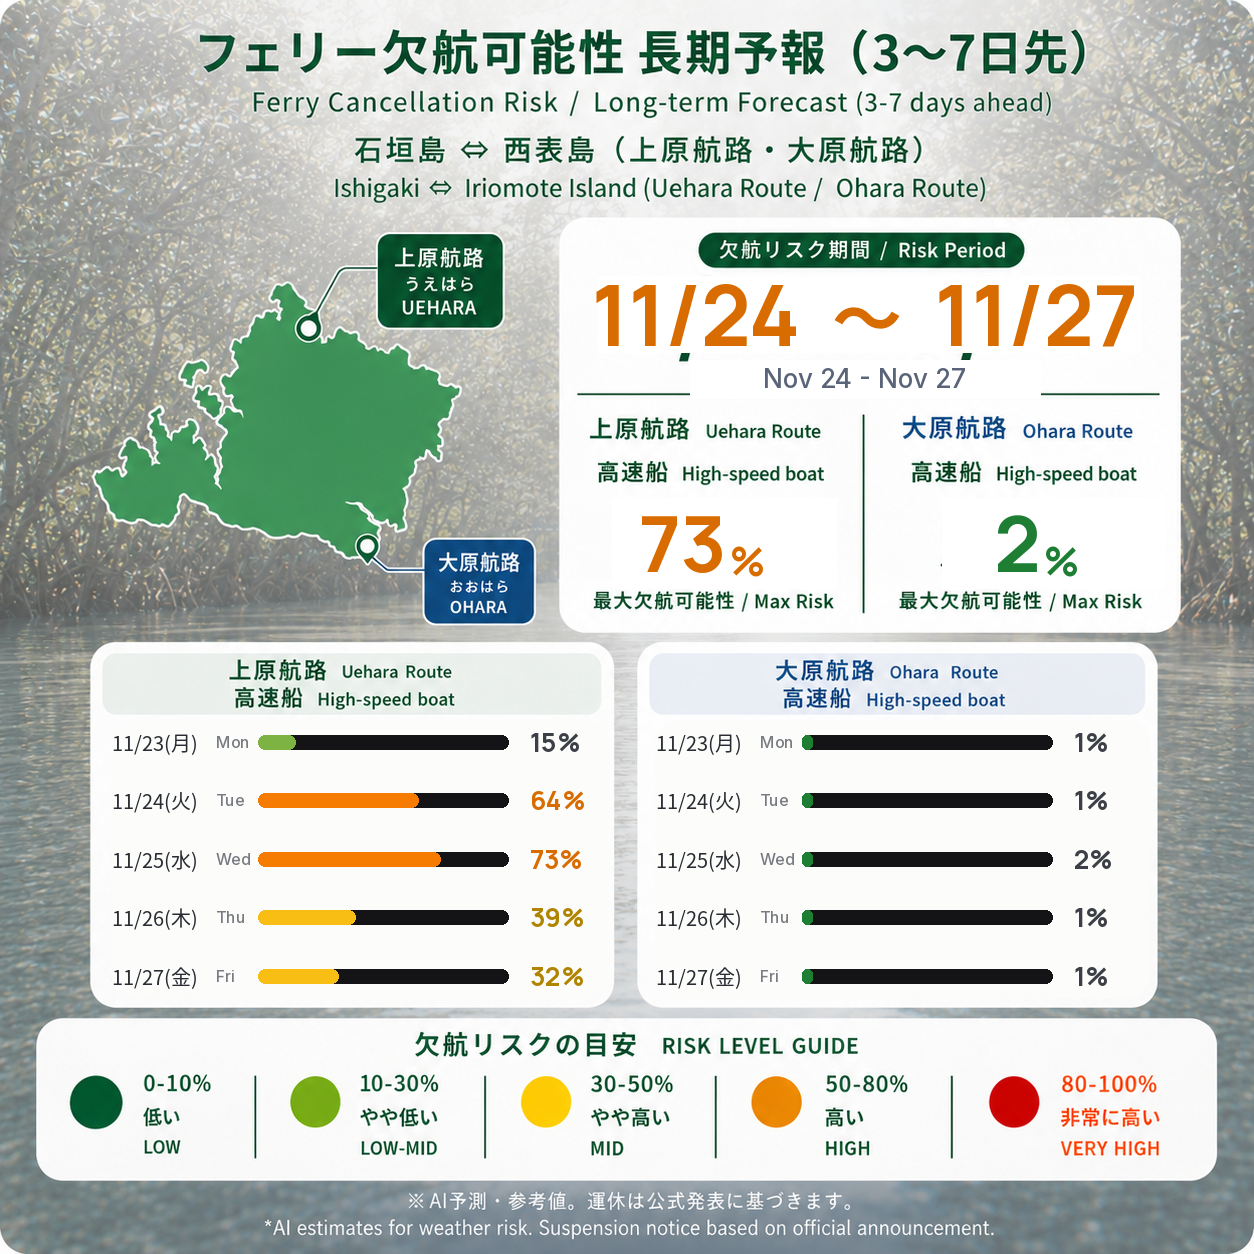 フェリー欠航可能性 長期予報（3～7日先）
Ferry Cancellation Risk / Long-term Forecast (3-7 days ahead)
石垣島 ⇔ 西表島（上原航路・大原航路）
Ishigaki ⇔ Iriomote Island (Uehara Route / Ohara Route)
上原航路
うえはら
UEHARA
大原航路
おおはら
OHARA
欠航リスク期間 / Risk Period
11/24 ～ 11/27
Nov 24 - Nov 27
上原航路 Uehara Route
高速船 High-speed boat
73%
最大欠航可能性 / Max Risk
大原航路 Ohara Route
高速船 High-speed boat
2%
最大欠航可能性 / Max Risk
上原航路 Uehara Route
高速船 High-speed boat
11/23(月) Mon 15%
11/24(火) Tue 64%
11/25(水) Wed 73%
11/26(木) Thu 39%
11/27(金) Fri 32%
大原航路 Ohara Route
高速船 High-speed boat
11/23(月) Mon 1%
11/24(火) Tue 1%
11/25(水) Wed 2%
11/26(木) Thu 1%
11/27(金) Fri 1%
欠航リスクの目安 RISK LEVEL GUIDE
0-10%
低い
LOW
10-30%
やや低い
LOW-MID
30-50%
やや高い
MID
50-80%
高い
HIGH
80-100%
非常に高い
VERY HIGH
※ AI予測・参考値。運休は公式発表に基づきます。
*AI estimates for weather risk. Suspension notice based on official announcement.